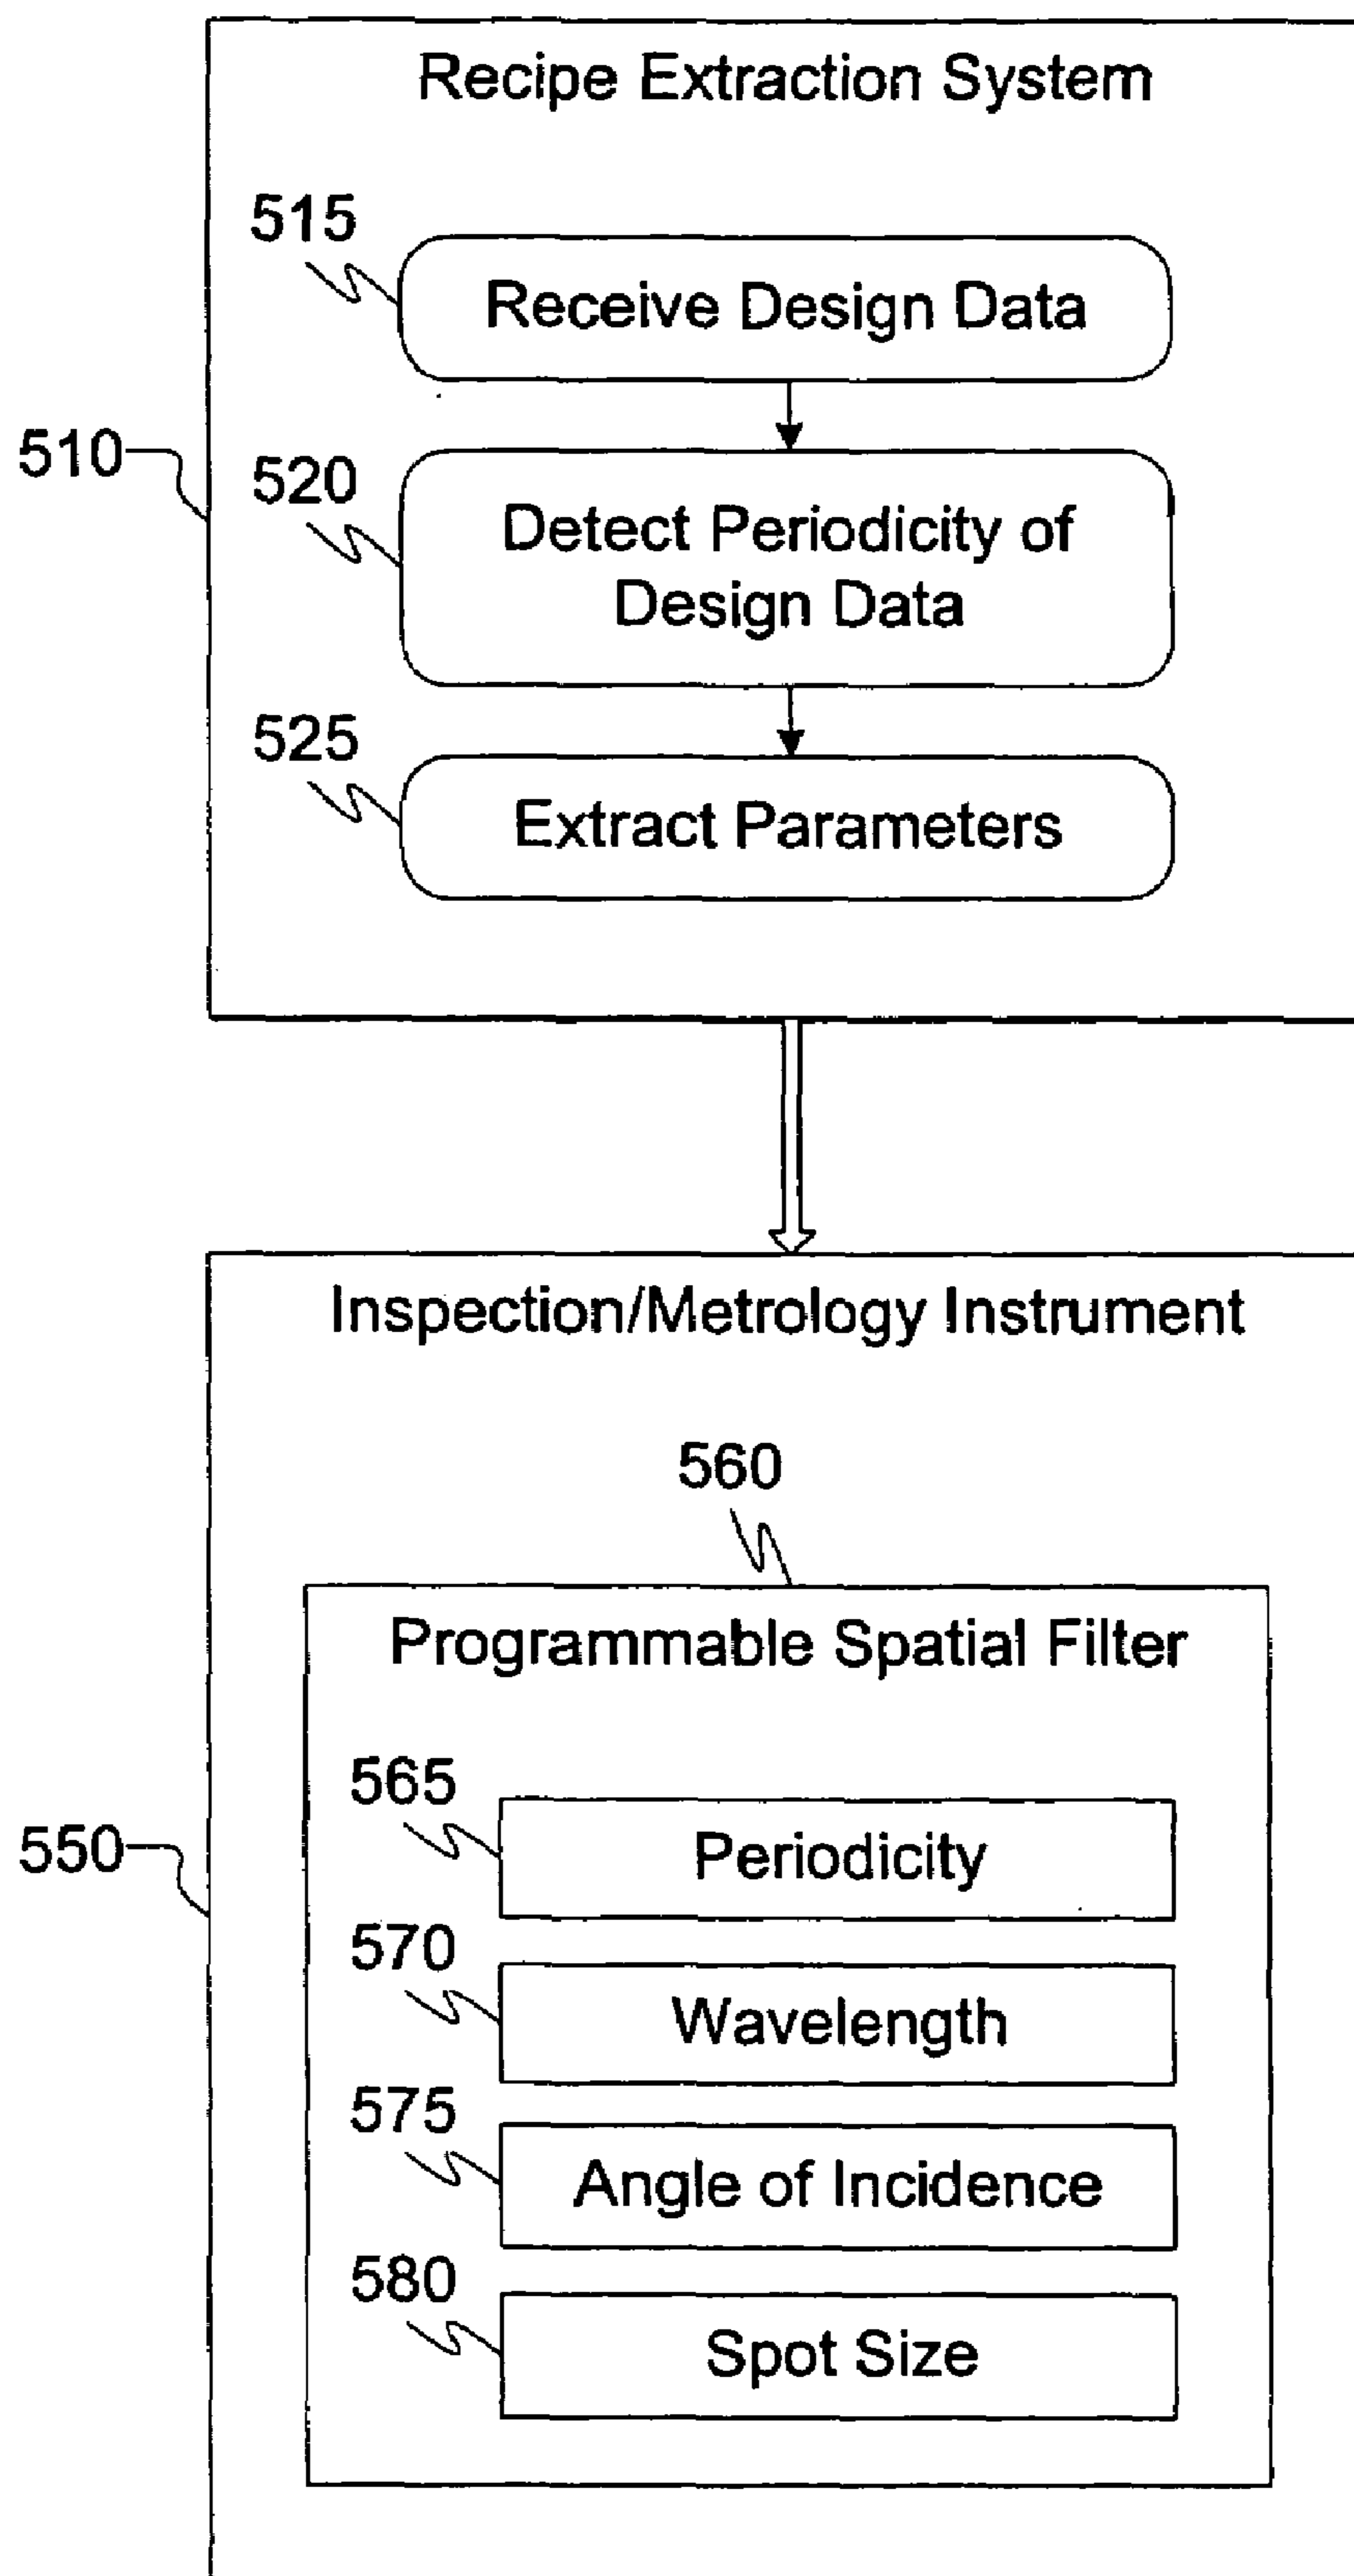 Recipe Extraction System
515
Receive Design Data
510
520
Detect Periodicity of
Design Data
525
Extract Parameters
Inspection/Metrology Instrument
560
Programmable Spatial Filter
565
Periodicity
550
570
Wavelength
575
Angle of Incidence
580
Spot Size